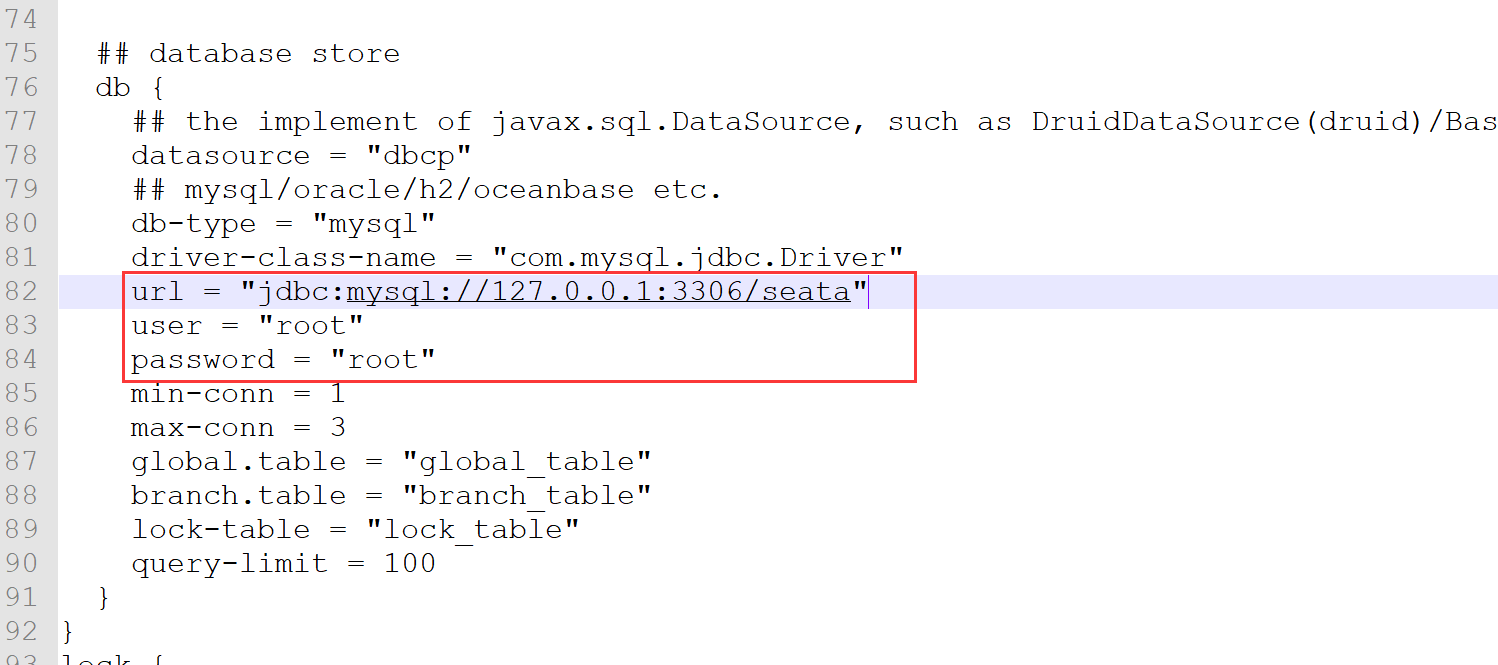 74
75 ## database store
76 db {
77 ## the implement of javax.sql.DataSource, such as DruidDataSource(druid)/Bas
78 datasource = "dbcp"
79 ## mysql/oracle/h2/oceanbase etc.
80 db-type = "mysql"
81 driver-class-name = "com.mysql.jdbc.Driver"
82 url = "jdbc:mysql://127.0.0.1:3306/seata"
83 user = "root"
84 password = "root"
85 min-conn = 1
86 max-conn = 3
87 global.table = "global_table"
88 branch.table = "branch_table"
89 lock-table = "lock_table"
90 query-limit = 100
91 }
92 }
93 lock {